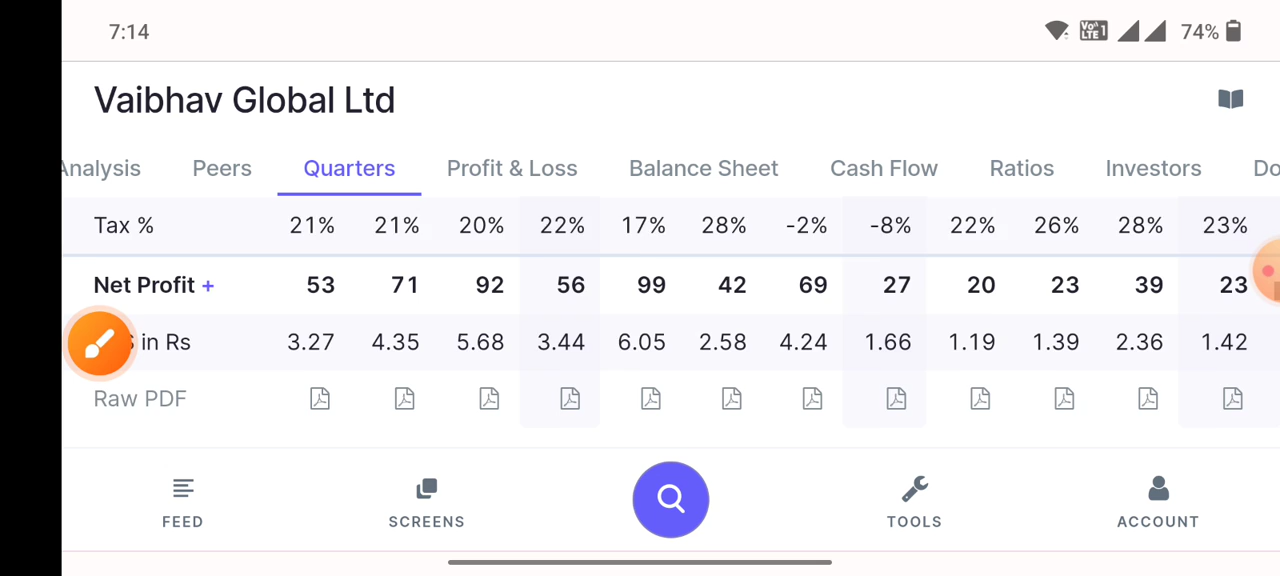 7:14 Vo LTE 1 74%
Vaibhav Global Ltd
Analysis Peers Quarters Profit & Loss Balance Sheet Cash Flow Ratios Investors Do
Tax % 21% 21% 20% 22% 17% 28% -2% -8% 22% 26% 28% 23%
Net Profit + 53 71 92 56 99 42 69 27 20 23 39 23
in Rs 3.27 4.35 5.68 3.44 6.05 2.58 4.24 1.66 1.19 1.39 2.36 1.42
Raw PDF
FEED SCREENS TOOLS ACCOUNT